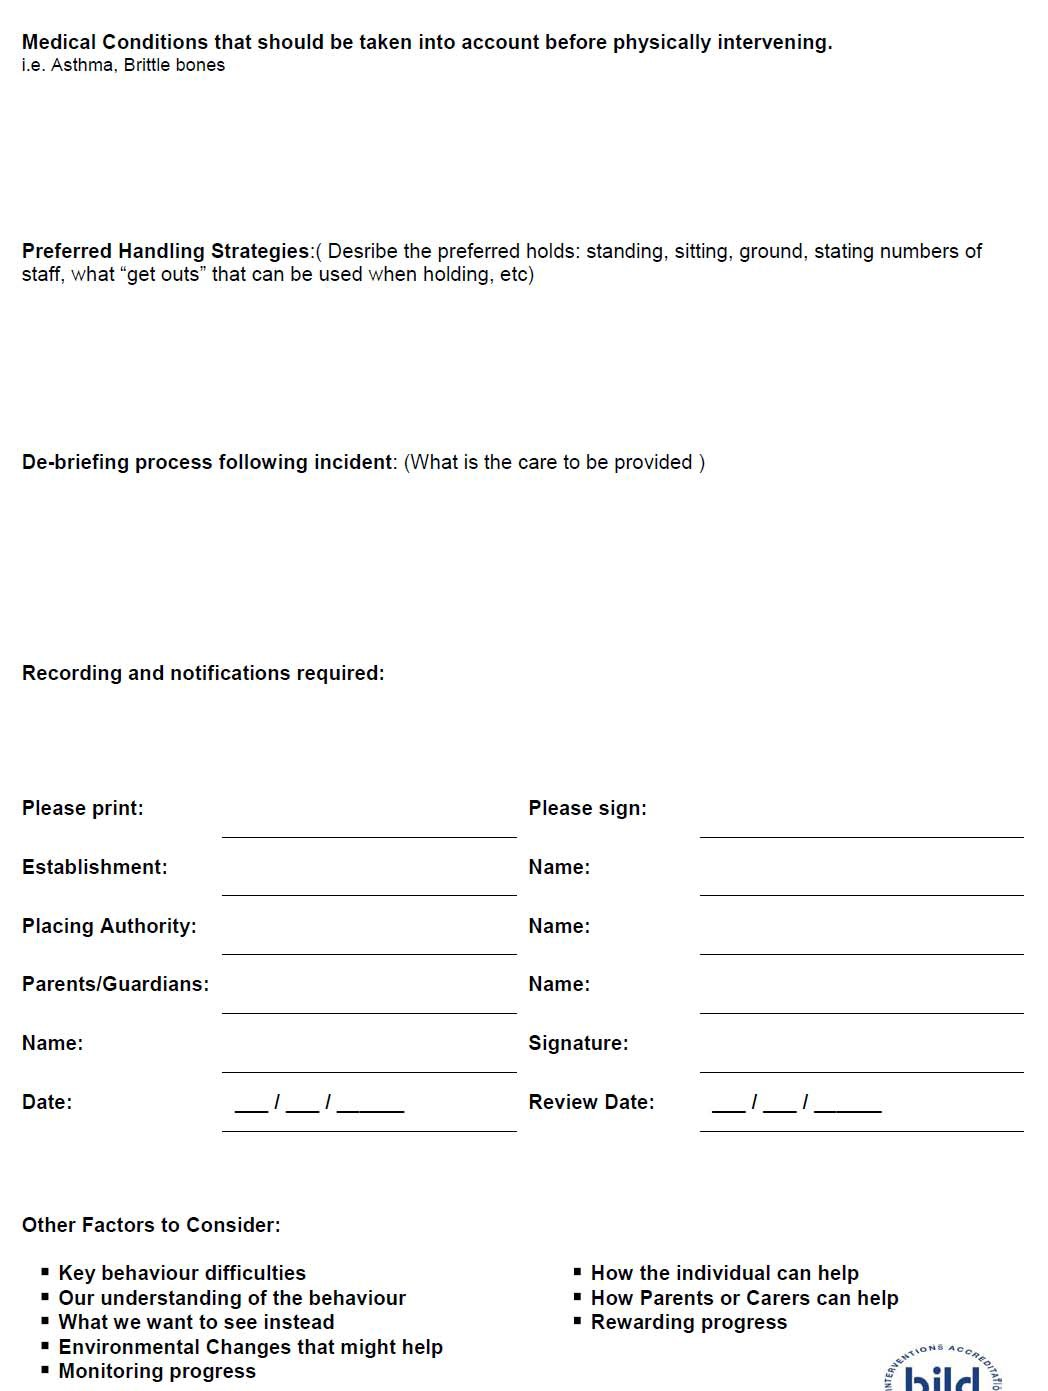 Medical Conditions that should be taken into account before physically intervening.
i.e. Asthma, Brittle bones
Preferred Handling Strategies:( Desribe the preferred holds: standing, sitting, ground, stating numbers of
staff, what “get outs” that can be used when holding, etc)
De-briefing process following incident: (What is the care to be provided )
Recording and notifications required:
Please print: Please sign:
Establishment: Name:
Placing Authority: Name:
Parents/Guardians: Name:
Name: Signature:
Date: ___ / ___ / ______ Review Date: ___ / ___ / ______
Other Factors to Consider:
▪ Key behaviour difficulties ▪ How the individual can help
▪ Our understanding of the behaviour ▪ How Parents or Carers can help
▪ What we want to see instead ▪ Rewarding progress
▪ Environmental Changes that might help
▪ Monitoring progress
bild